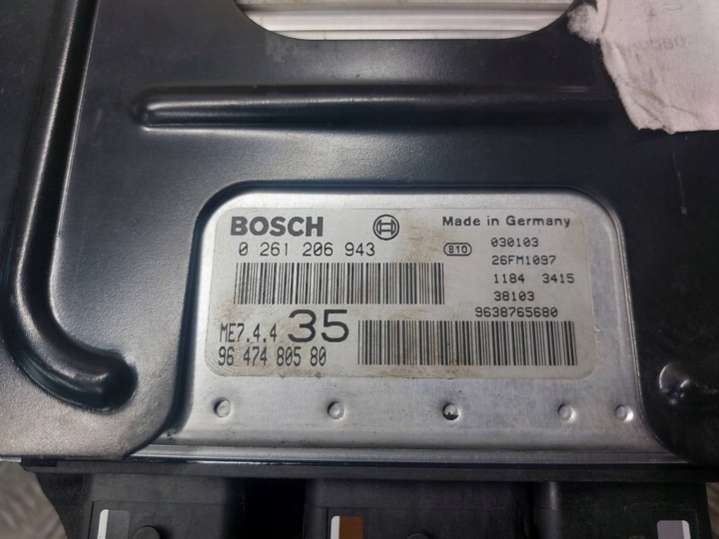 BOSCH
Made in Germany
0 261 206 943
810
030103
26FM1097
1184 3415
38103
9638765680
ME7.4.4 35
96 474 805 80